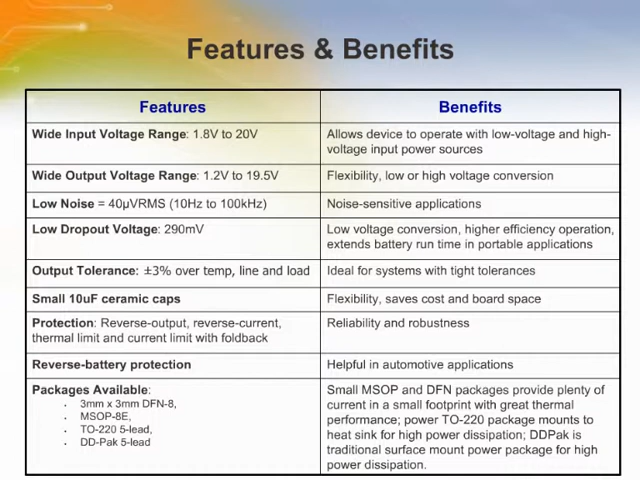 Features & Benefits
Features
Benefits
Wide Input Voltage Range: 1.8V to 20V
Allows device to operate with low-voltage and high-
voltage input power sources
Wide Output Voltage Range: 1.2V to 19.5V
Flexibility, low or high voltage conversion
Low Noise = 40µVRMS (10Hz to 100kHz)
Noise-sensitive applications
Low Dropout Voltage: 290mV
Low voltage conversion, higher efficiency operation,
extends battery run time in portable applications
Output Tolerance: ±3% over temp, line and load
Ideal for systems with tight tolerances
Small 10uF ceramic caps
Flexibility, saves cost and board space
Protection: Reverse-output, reverse-current,
thermal limit and current limit with foldback
Reliability and robustness
Reverse-battery protection
Helpful in automotive applications
Packages Available:
· 3mm x 3mm DFN-8,
· MSOP-8E,
· TO-220 5-lead,
· DD-Pak 5-lead
Small MSOP and DFN packages provide plenty of
current in a small footprint with great thermal
performance; power TO-220 package mounts to
heat sink for high power dissipation; DDPak is
traditional surface mount power package for high
power dissipation.